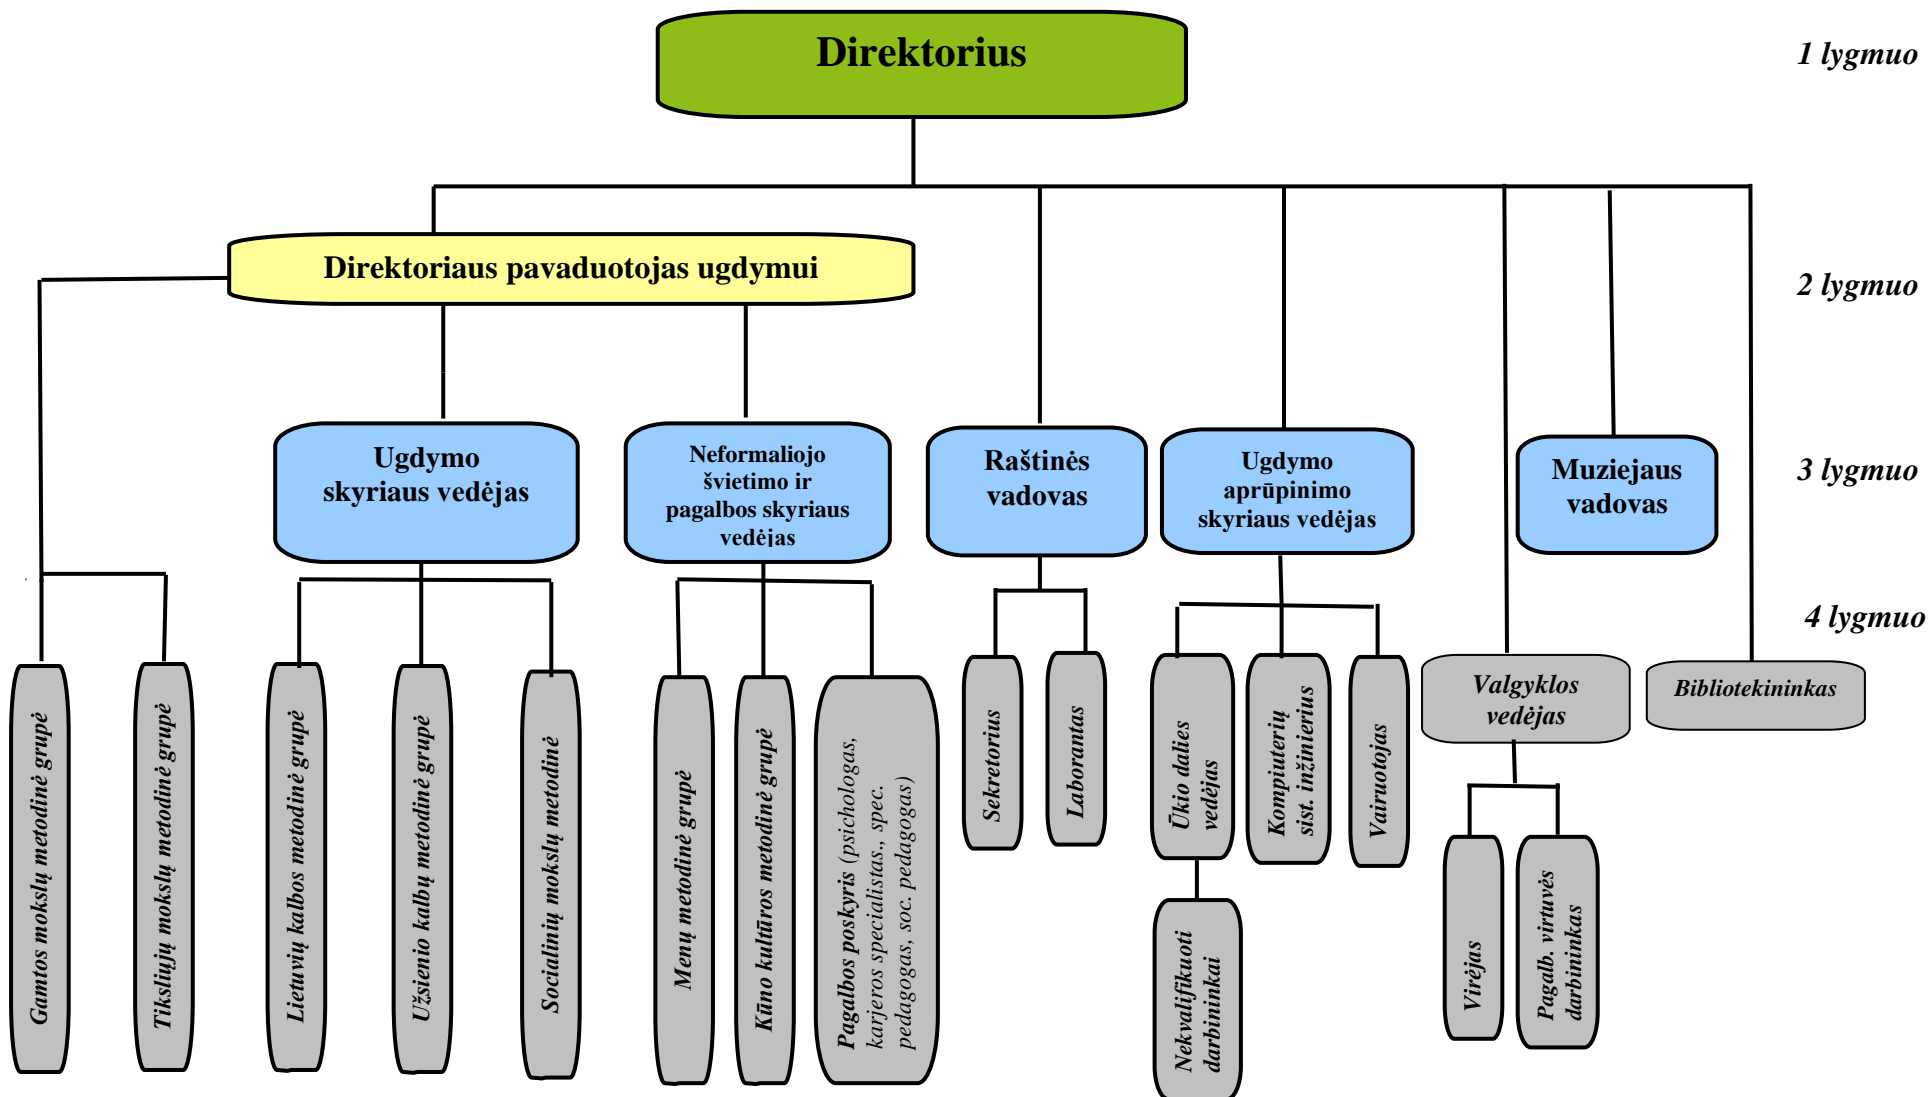 Direktorius
1 lygmuo
Direktoriaus pavaduotojas ugdymui
2 lygmuo
Ugdymo
skyriaus vedėjas
Neformaliojo
švietimo ir
pagalbos skyriaus
vedėjas
Raštinės
vadovas
Ugdymo
aprūpinimo
skyriaus vedėjas
Muziejaus
vadovas
3 lygmuo
4 lygmuo
Gamtos mokslų metodinė grupė
Tiksliųjų mokslų metodinė grupė
Lietuvių kalbos metodinė grupė
Užsienio kalbų metodinė grupė
Socialinių mokslų metodinė
Menų metodinė grupė
Kūno kultūros metodinė grupė
Pagalbos poskyris (psichologas,
karjeros specialistas., spec.
pedagogas, soc. pedagogas)
Sekretorius
Laborantas
Ūkio dalies
vedėjas
Kompiuterių
sist. inžinierius
Vairuotojas
Valgyklos
vedėjas
Bibliotekininkas
Nekvalifikuoti
darbininkai
Virėjas
Pagalb. virtuvės
darbininkas